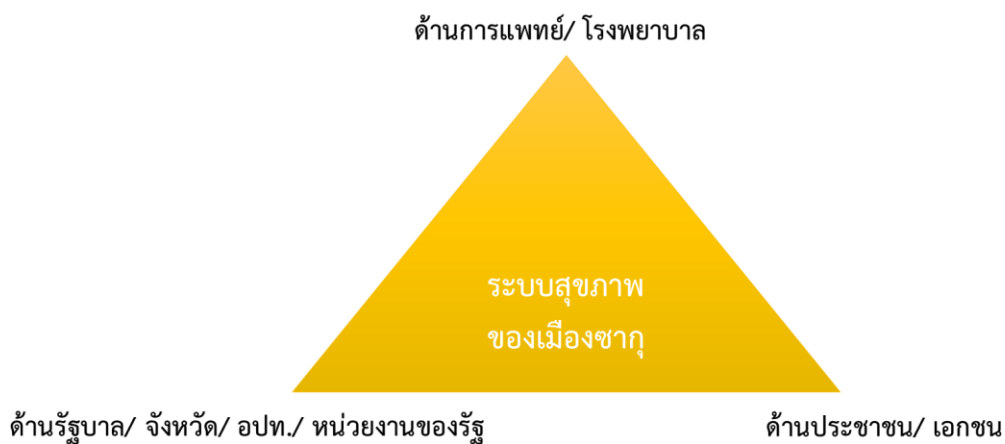 ด้านการแพทย์/ โรงพยาบาล
ระบบสุขภาพ
ของเมืองซากุ
ด้านรัฐบาล/ จังหวัด/ อปท./ หน่วยงานของรัฐ
ด้านประชาชน/ เอกชน